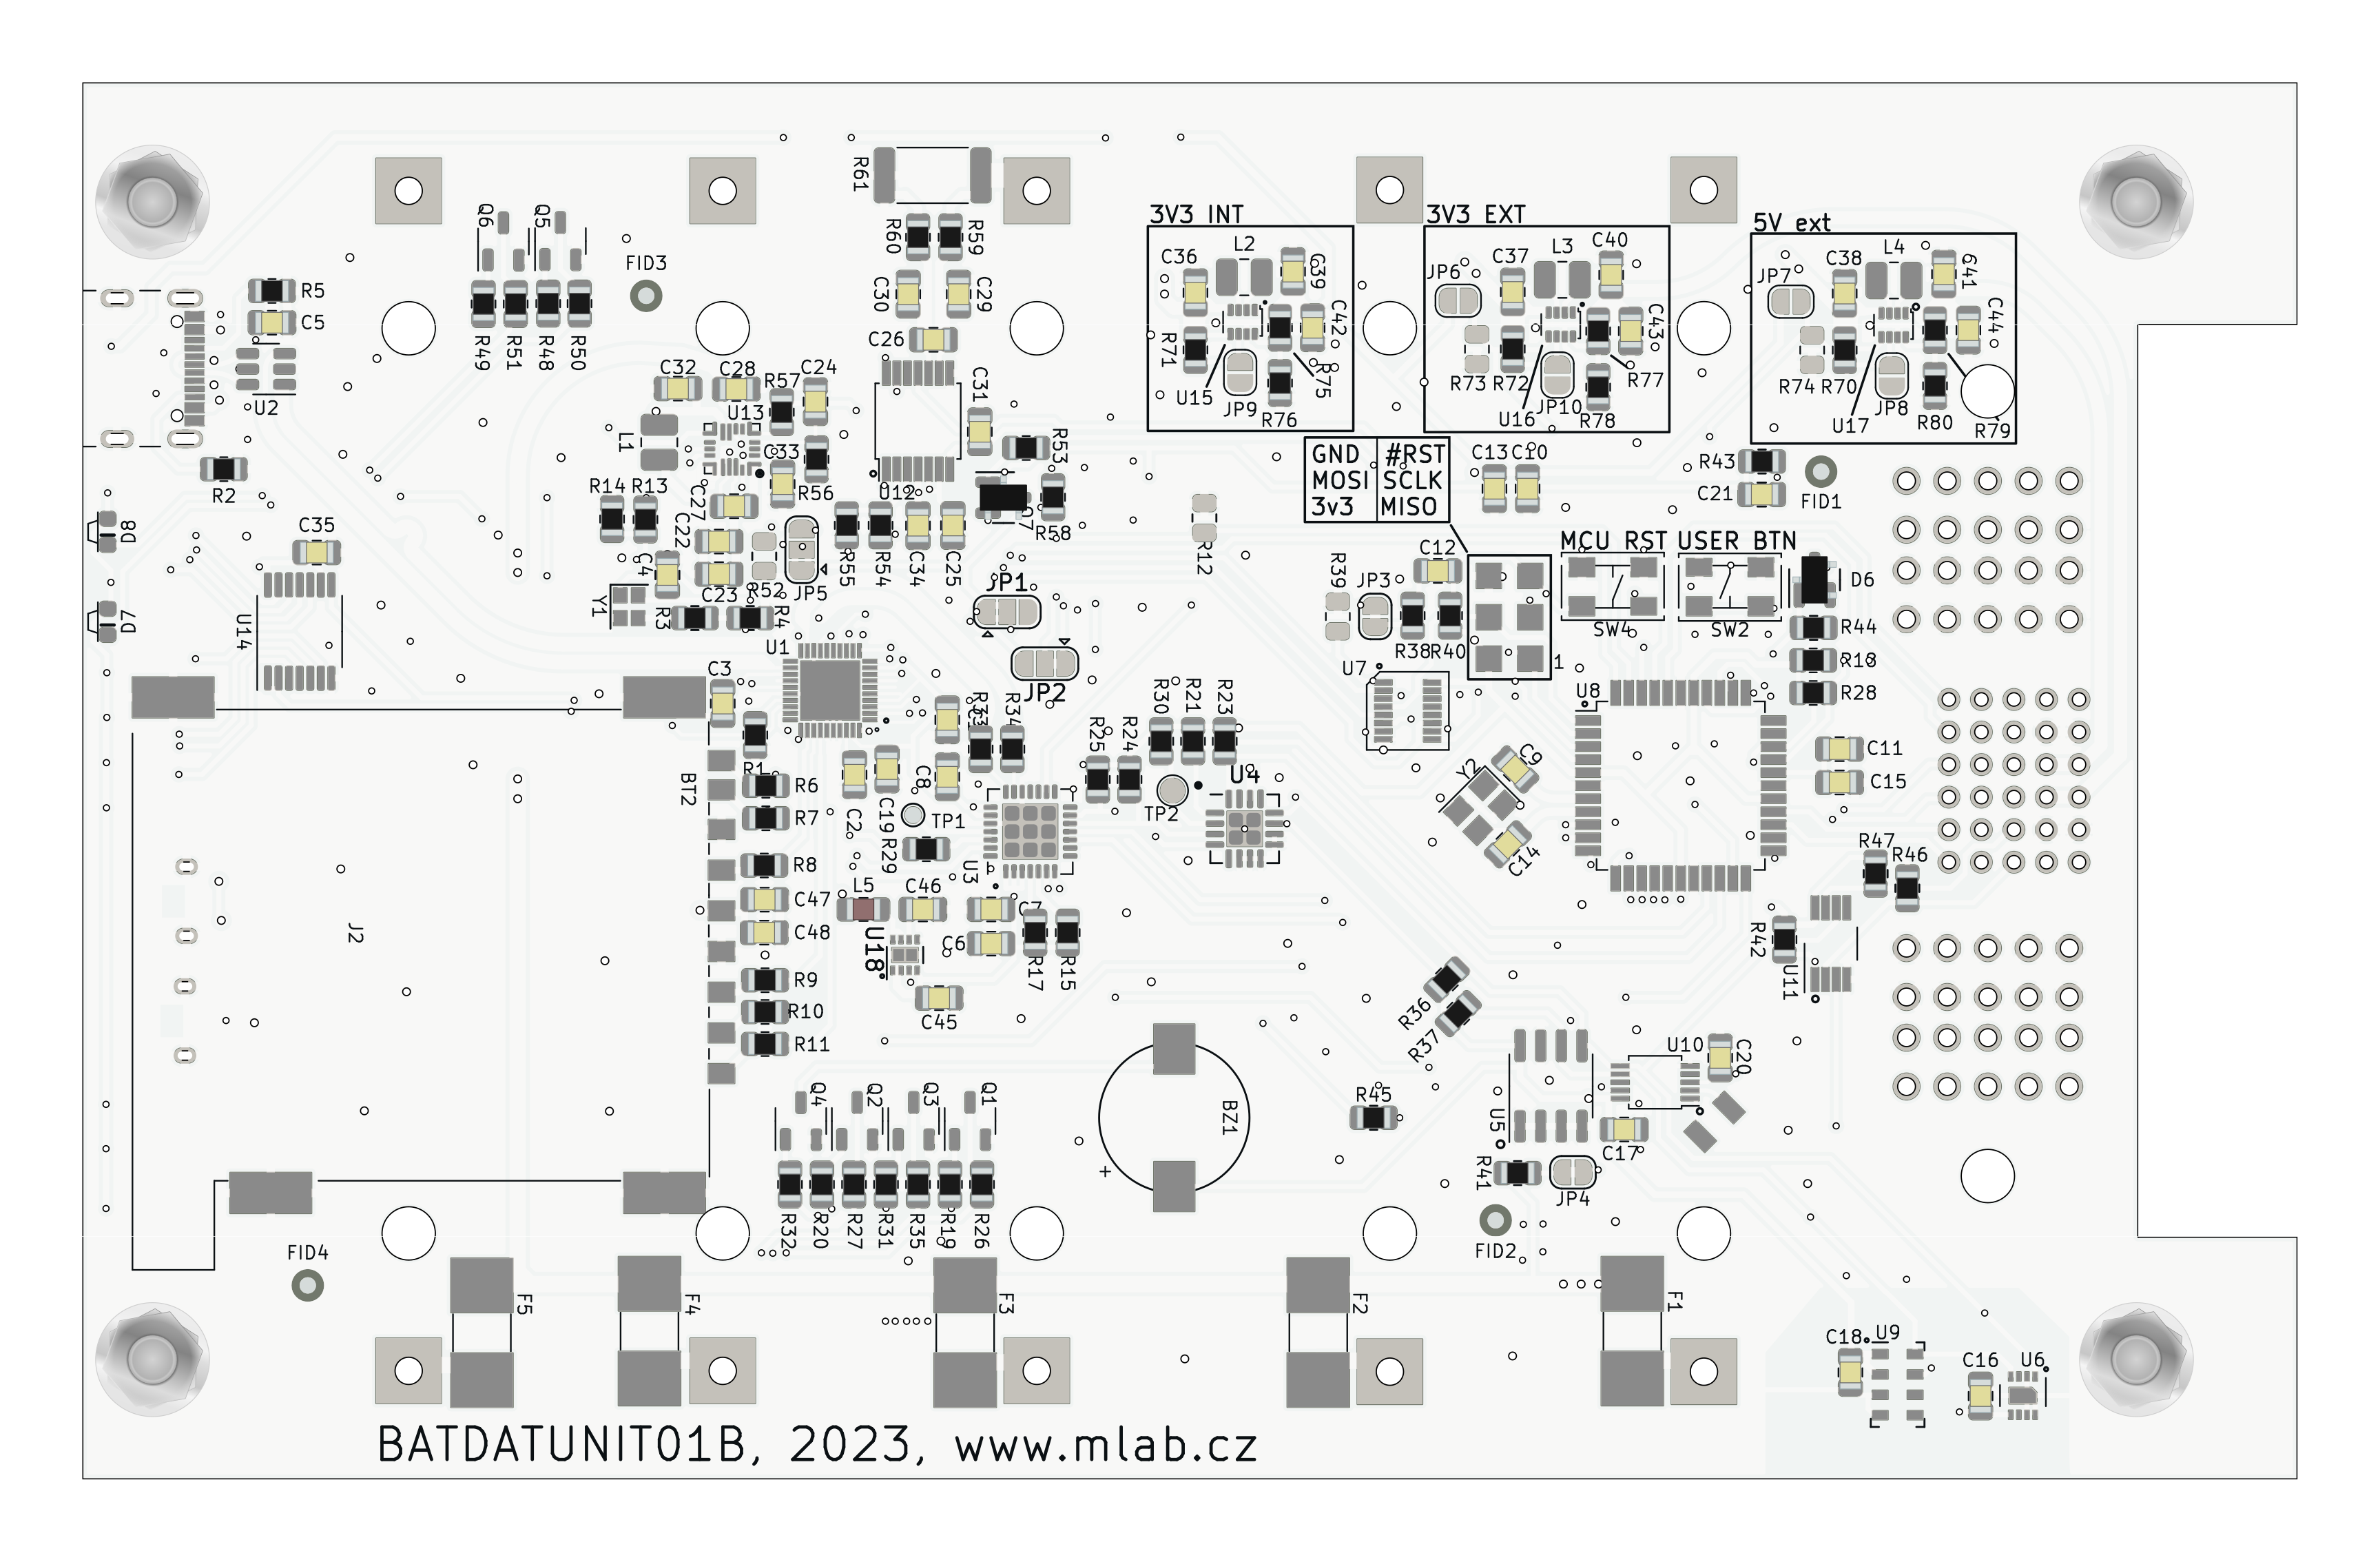 R61
Q6 Q5
3V3 INT 3V3 EXT 5V ext
R60 R59
FID3
C36 L2 C39
C37 L3 C40
C38 L4 C41
JP6 JP7
R5
C5
C30 C29
C26
R49 R51 R48 R50
C42 C43 C44
R71 R75
R73 R72 R77
R74 R70
U15 JP9 R76
U16 JP10 R78
U17 JP8 R80 R79
U2
C32 C28 R57 C24
U13
C31
L1
C33
R53
GND #RST
MOSI SCLK
3v3 MISO
C13 C10
R43
C21
FID1
R2
R14 R13
C27
R56
U12
R58
D8
C35
C22
C4
R52
JP5
R55 R54 C34 C25
R12
MCU RST USER BTN
C12
R39
JP3
D6
JP1
C23
Y1
R3
R4
D7
U14
U1
R38 R40
SW4 SW2
R44
R18
R28
1
U7
JP2
C3
U8
R33 R34
R30 R21 R23
R25 R24
R1
C11
C15
C9
Y2
C14
BT2
R6
R7
C8
C2 C19
TP1
TP2
U4
R29
U3
R8
C47
C48
L5 C46
C7
C6
R47
R46
J2
U18
R17 R15
R42
U11
R9
R10
R11
C45
R36
R37
U10
C20
Q4 Q2 Q3 Q1
BZ1
+
R45
U5
C17
R41
JP4
R32 R20 R27 R31 R35 R19 R26
FID4
FID2
F5 F4 F3 F2 F1
C18 U9
C16 U6
BATDATUNIT01B, 2023, www.mlab.cz